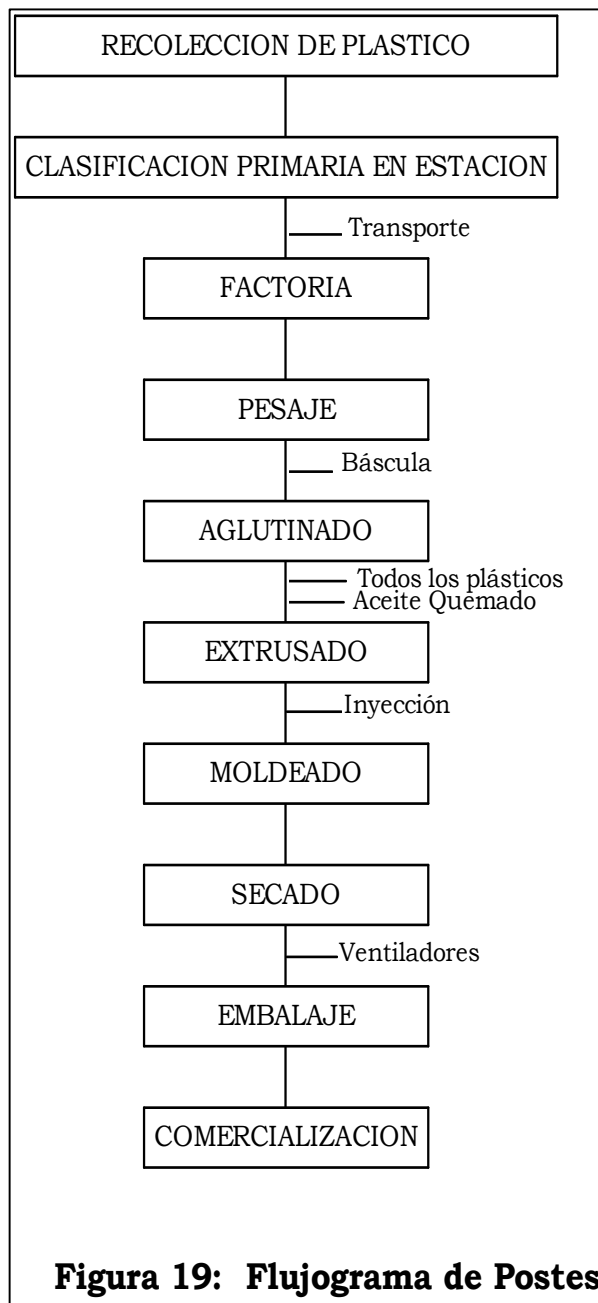 RECOLECCION DE PLASTICO
CLASIFICACION PRIMARIA EN ESTACION
Transporte
FACTORIA
PESAJE
Báscula
AGLUTINADO
Todos los plásticos
Aceite Quemado
EXTRUSADO
Inyección
MOLDEADO
SECADO
Ventiladores
EMBALAJE
COMERCIALIZACION
Figura 19: Flujograma de Postes